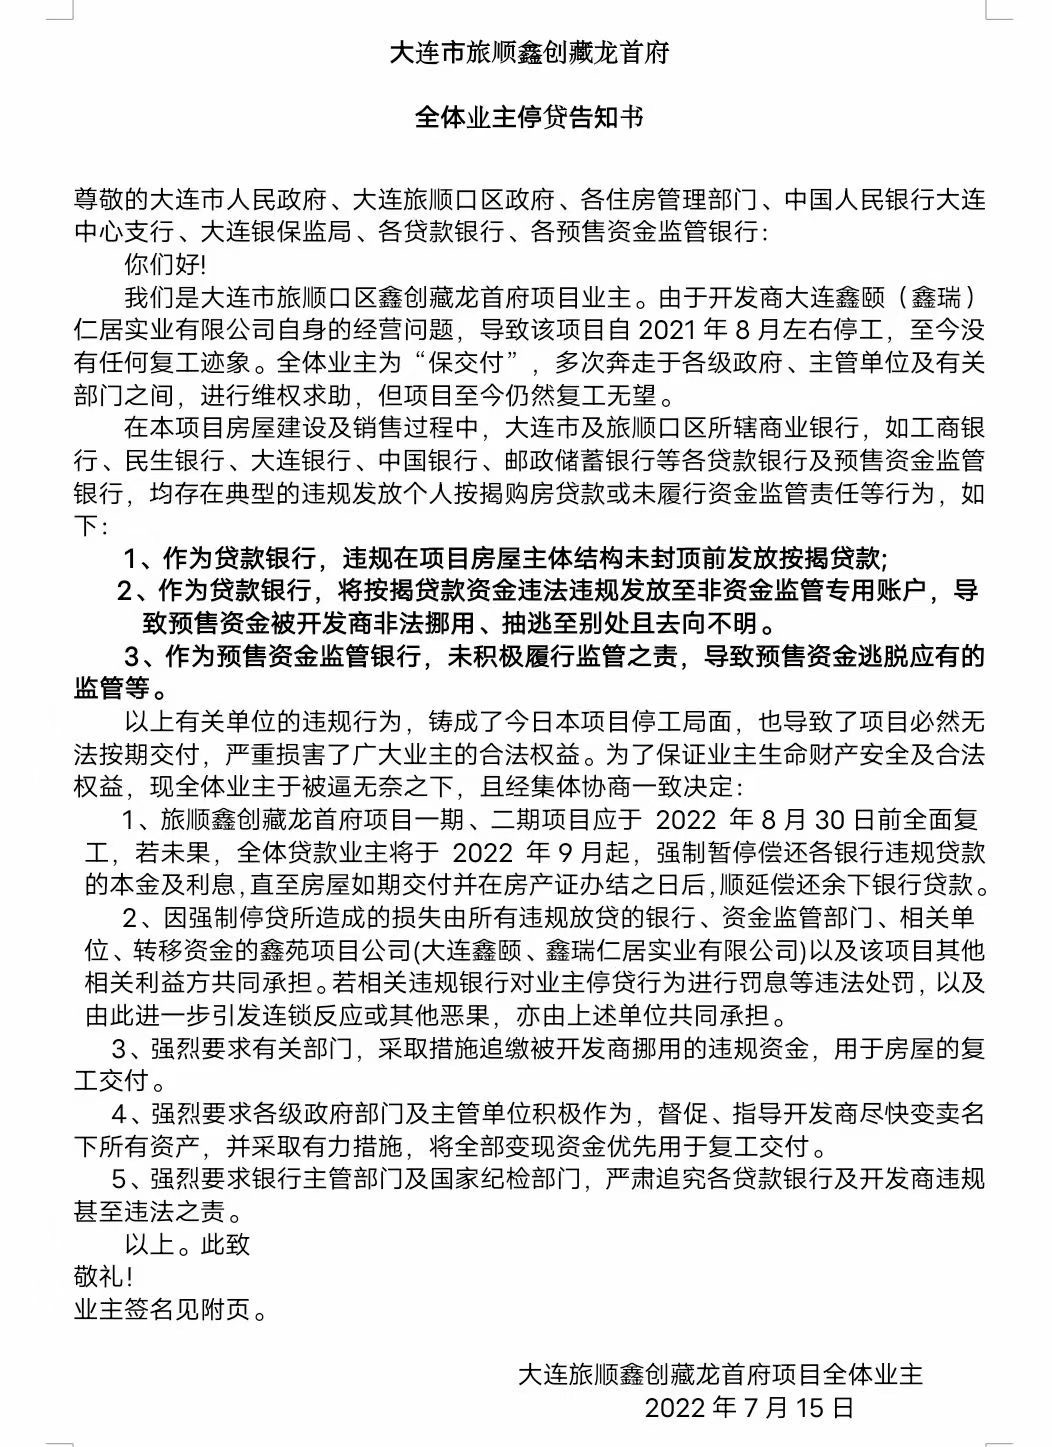 大连市旅顺鑫创藏龙首府
全体业主停贷告知书
尊敬的大连市人民政府、大连旅顺口区政府、各住房管理部门、中国人民银行大连
中心支行、大连银保监局、各贷款银行、各预售资金监管银行：
你们好!
我们是大连市旅顺口区鑫创藏龙首府项目业主。由于开发商大连鑫颐（鑫瑞）
仁居实业有限公司自身的经营问题，导致该项目自 2021 年 8 月左右停工，至今没
有任何复工迹象。全体业主为“保交付”，多次奔走于各级政府、主管单位及有关
部门之间，进行维权求助，但项目至今仍然复工无望。
在本项目房屋建设及销售过程中，大连市及旅顺口区所辖商业银行，如工商银
行、民生银行、大连银行、中国银行、邮政储蓄银行等各贷款银行及预售资金监管
银行，均存在典型的违规发放个人按揭购房贷款或未履行资金监管责任等行为，如
下：
1、作为贷款银行，违规在项目房屋主体结构未封顶前发放按揭贷款;
2、作为贷款银行，将按揭贷款资金违法违规发放至非资金监管专用账户，导
致预售资金被开发商非法挪用、抽逃至别处且去向不明。
3、作为预售资金监管银行，未积极履行监管之责，导致预售资金逃脱应有的
监管等。
以上有关单位的违规行为，铸成了今日本项目停工局面，也导致了项目必然无
法按期交付，严重损害了广大业主的合法权益。为了保证业主生命财产安全及合法
权益，现全体业主于被逼无奈之下，且经集体协商一致决定：
1、旅顺鑫创藏龙首府项目一期、二期项目应于 2022 年 8 月 30 日前全面复
工，若未果，全体贷款业主将于 2022 年 9 月起，强制暂停偿还各银行违规贷款
的本金及利息,直至房屋如期交付并在房产证办结之日后,顺延偿还余下银行贷款。
2、因强制停贷所造成的损失由所有违规放贷的银行、资金监管部门、相关单
位、转移资金的鑫苑项目公司(大连鑫颐、鑫瑞仁居实业有限公司)以及该项目其他
相关利益方共同承担。若相关违规银行对业主停贷行为进行罚息等违法处罚，以及
由此进一步引发连锁反应或其他恶果，亦由上述单位共同承担。
3、强烈要求有关部门，采取措施追缴被开发商挪用的违规资金，用于房屋的复
工交付。
4、强烈要求各级政府部门及主管单位积极作为，督促、指导开发商尽快变卖名
下所有资产，并采取有力措施，将全部变现资金优先用于复工交付。
5、强烈要求银行主管部门及国家纪检部门，严肃追究各贷款银行及开发商违规
甚至违法之责。
以上。此致
敬礼!
业主签名见附页。
大连旅顺鑫创藏龙首府项目全体业主
2022 年 7 月 15 日